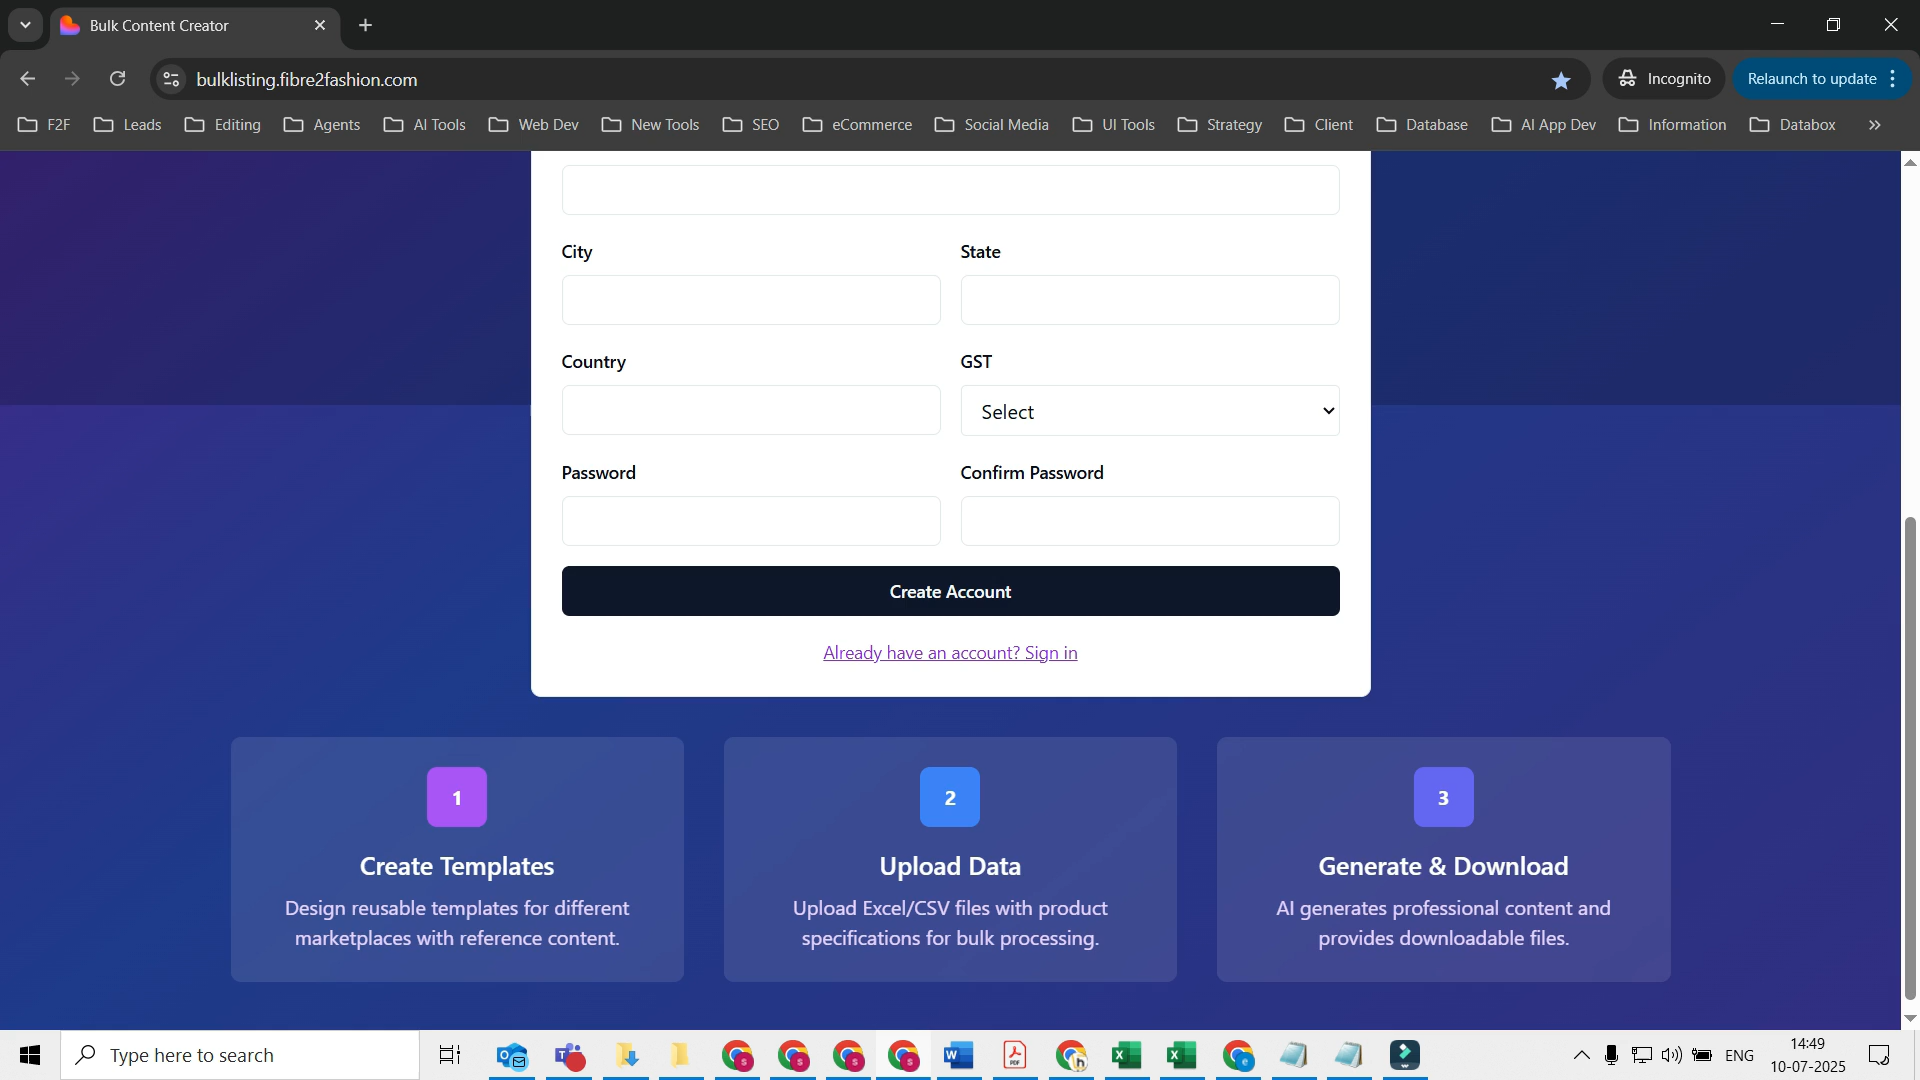 Bulk Content Creator
bulklisting.fibre2fashion.com
Incognito
Relaunch to update
F2F
Leads
Editing
Agents
AI Tools
Web Dev
New Tools
SEO
eCommerce
Social Media
UI Tools
Strategy
Client
Database
AI App Dev
Information
Databox
City
State
Country
GST
Select
Password
Confirm Password
Create Account
Already have an account? Sign in
1
2
3
Create Templates
Design reusable templates for different
marketplaces with reference content.
Upload Data
Upload Excel/CSV files with product
specifications for bulk processing.
Generate & Download
AI generates professional content and
provides downloadable files.
Type here to search
ENG
14:49
10-07-2025